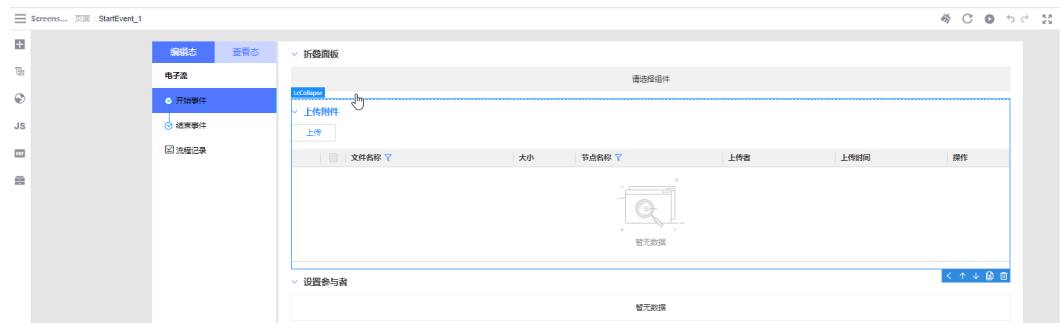 Screens... 页面 : StartEvent_1
编辑态 查看态
折叠面板
电子流
请选择组件
LcCollapse
开始事件
上传附件
JS
结束事件
上传
流程记录
文件名称 大小 节点名称 上传者 上传时间 操作
暂无数据
设置参与者
暂无数据